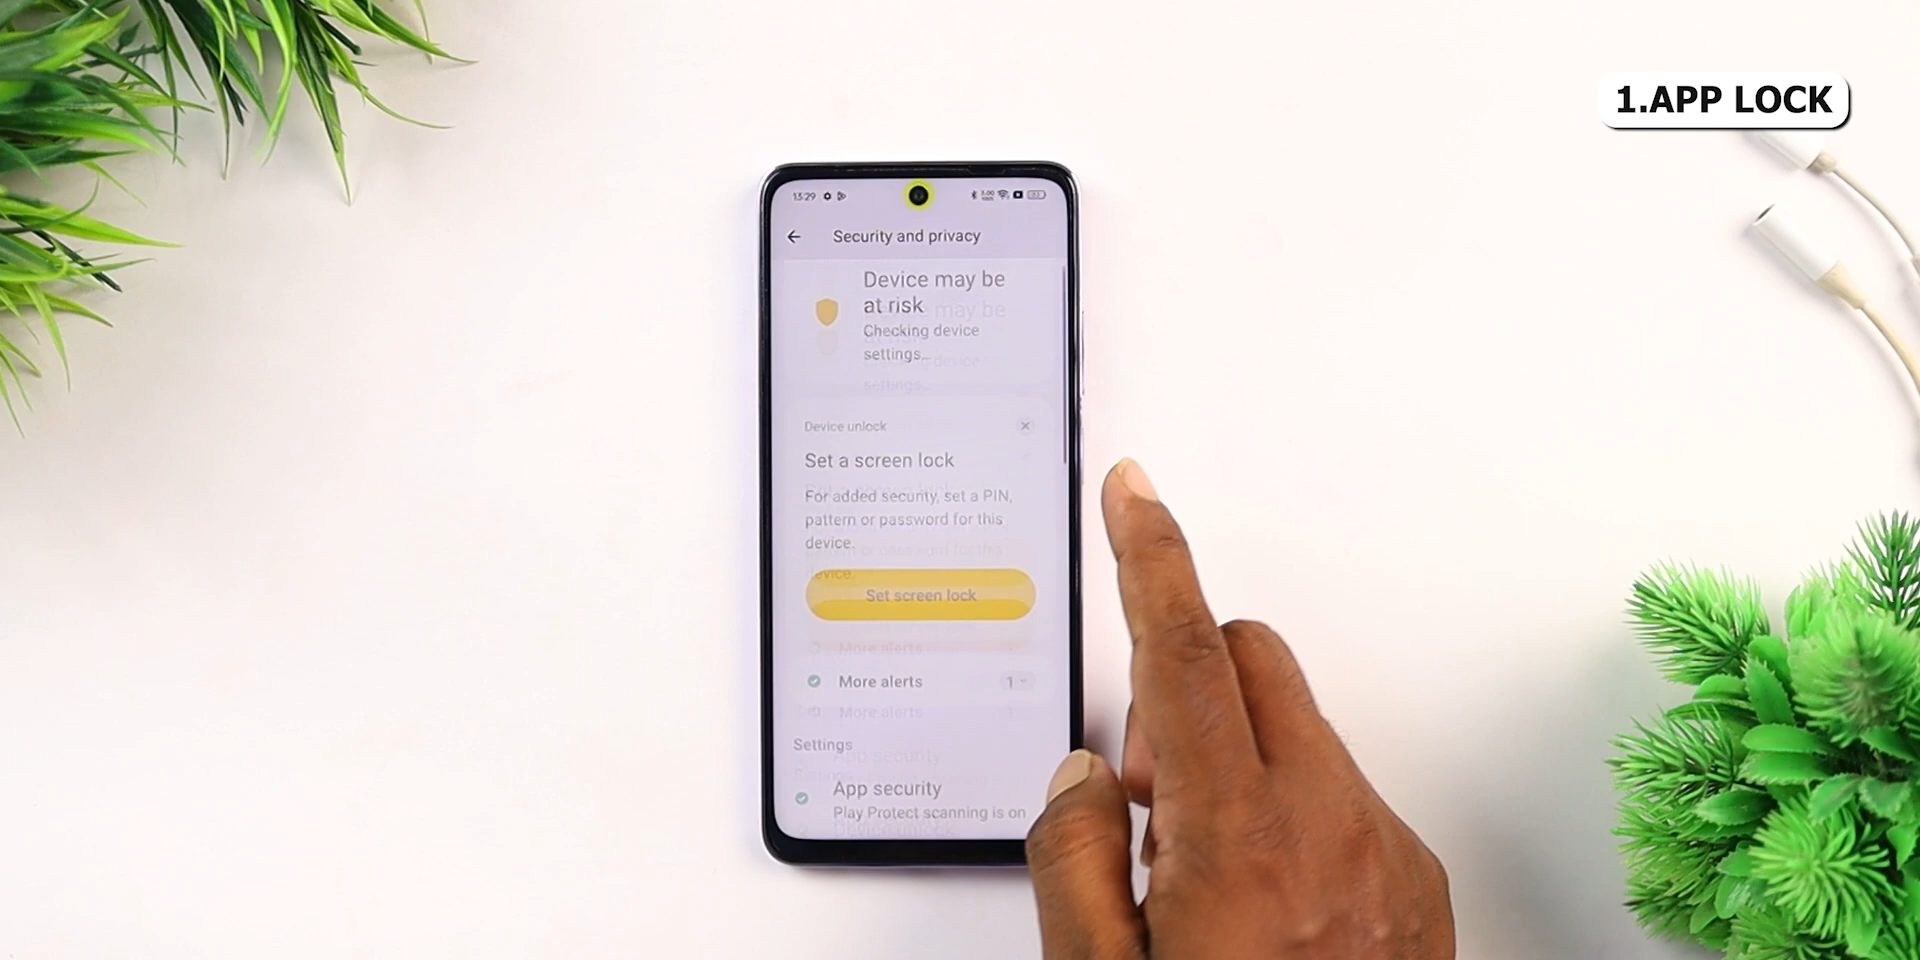 1.APP LOCK
13:29
Security and privacy
Device may be
at risk
Checking device
settings...
Device unlock
Set a screen lock
For added security, set a PIN,
pattern or password for this
device.
Set screen lock
More alerts
1
Settings
App security
Play Protect scanning is on